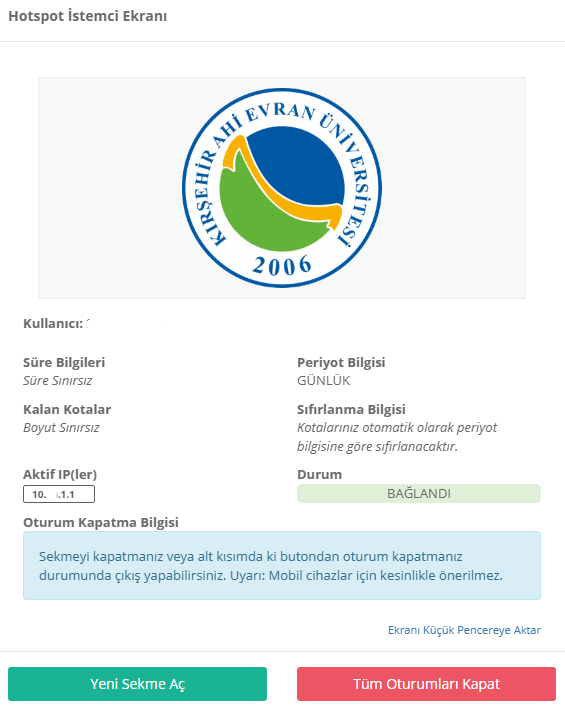 Hotspot İstemci Ekranı
KIRŞEHİR AHİ EVRAN ÜNİVERSİTESİ
2006
Kullanıcı:
Süre Bilgileri
Süre Sınırsız
Periyot Bilgisi
GÜNLÜK
Kalan Kotalar
Boyut Sınırsız
Sıfırlanma Bilgisi
Kotalarınız otomatik olarak periyot
bilgisine göre sıfırlanacaktır.
Aktif IP(ler)
10. .1.1
Durum
BAĞLANDI
Oturum Kapatma Bilgisi
Sekmeyi kapatmanız veya alt kısımda ki butondan oturum kapatmanız
durumunda çıkış yapabilirsiniz. Uyarı: Mobil cihazlar için kesinlikle önerilmez.
Ekranı Küçük Pencereye Aktar
Yeni Sekme Aç
Tüm Oturumları Kapat